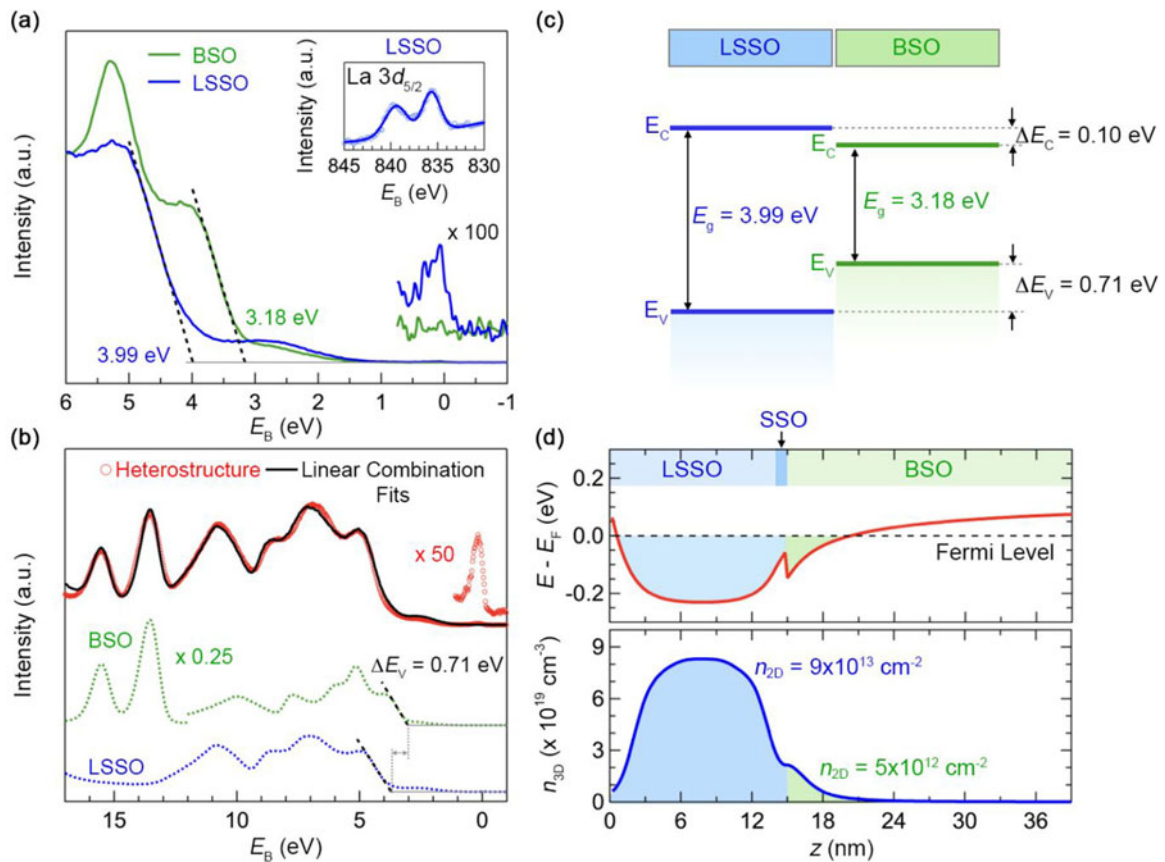 (a)
BSO
LSSO
LSSO
La 3d5/2
Intensity (a.u.)
845 840 835 830
EB (eV)
x 100
3.18 eV
3.99 eV
Intensity (a.u.)
6 5 4 3 2 1 0 -1
EB (eV)
(b)
Heterostructure
Linear Combination
Fits
x 50
BSO
x 0.25
ΔEV = 0.71 eV
LSSO
Intensity (a.u.)
15 10 5 0
EB (eV)
(c)
LSSO BSO
EC
EC
ΔEC = 0.10 eV
Eg = 3.99 eV
Eg = 3.18 eV
EV
EV
ΔEV = 0.71 eV
(d)
SSO
LSSO BSO
0.2
0.0
-0.2
E - EF (eV)
Fermi Level
9
6
3
0
n3D (x 10^19 cm^-3)
n2D = 9x10^13 cm^-2
n2D = 5x10^12 cm^-2
0 6 12 18 24 30 36
z (nm)